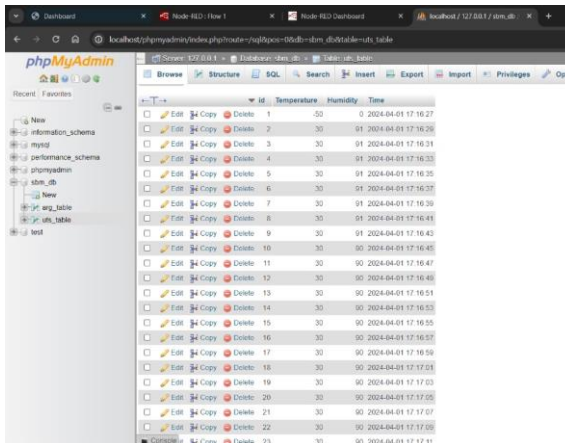 Dashboard
Node-RED : Flow 1
Node-RED Dashboard
localhost / 127.0.0.1 / sbm_db
localhost/phpmyadmin/index.php?route=/sql&pos=0&db=sbm_db&table=uts_table
phpMyAdmin
Recent Favorites
New
information_schema
mysql
performance_schema
phpmyadmin
sbm_db
New
arg_table
uts_table
test
Server: 127.0.0.1 » Database: sbm_db » Table: uts_table
Browse Structure SQL Search Insert Export Import Privileges Op
id Temperature Humidity Time
Edit Copy Delete 1 -50 0 2024-04-01 17:16:27
Edit Copy Delete 2 30 91 2024-04-01 17:16:29
Edit Copy Delete 3 30 91 2024-04-01 17:16:31
Edit Copy Delete 4 30 91 2024-04-01 17:16:33
Edit Copy Delete 5 30 91 2024-04-01 17:16:35
Edit Copy Delete 6 30 91 2024-04-01 17:16:37
Edit Copy Delete 7 30 91 2024-04-01 17:16:39
Edit Copy Delete 8 30 91 2024-04-01 17:16:41
Edit Copy Delete 9 30 91 2024-04-01 17:16:43
Edit Copy Delete 10 30 90 2024-04-01 17:16:45
Edit Copy Delete 11 30 90 2024-04-01 17:16:47
Edit Copy Delete 12 30 90 2024-04-01 17:16:49
Edit Copy Delete 13 30 90 2024-04-01 17:16:51
Edit Copy Delete 14 30 90 2024-04-01 17:16:53
Edit Copy Delete 15 30 90 2024-04-01 17:16:55
Edit Copy Delete 16 30 90 2024-04-01 17:16:57
Edit Copy Delete 17 30 90 2024-04-01 17:16:59
Edit Copy Delete 18 30 90 2024-04-01 17:17:01
Edit Copy Delete 19 30 90 2024-04-01 17:17:03
Edit Copy Delete 20 30 90 2024-04-01 17:17:05
Edit Copy Delete 21 30 90 2024-04-01 17:17:07
Edit Copy Delete 22 30 90 2024-04-01 17:17:09
Console Copy Delete 23 30 90 2024-04-01 17:17:11